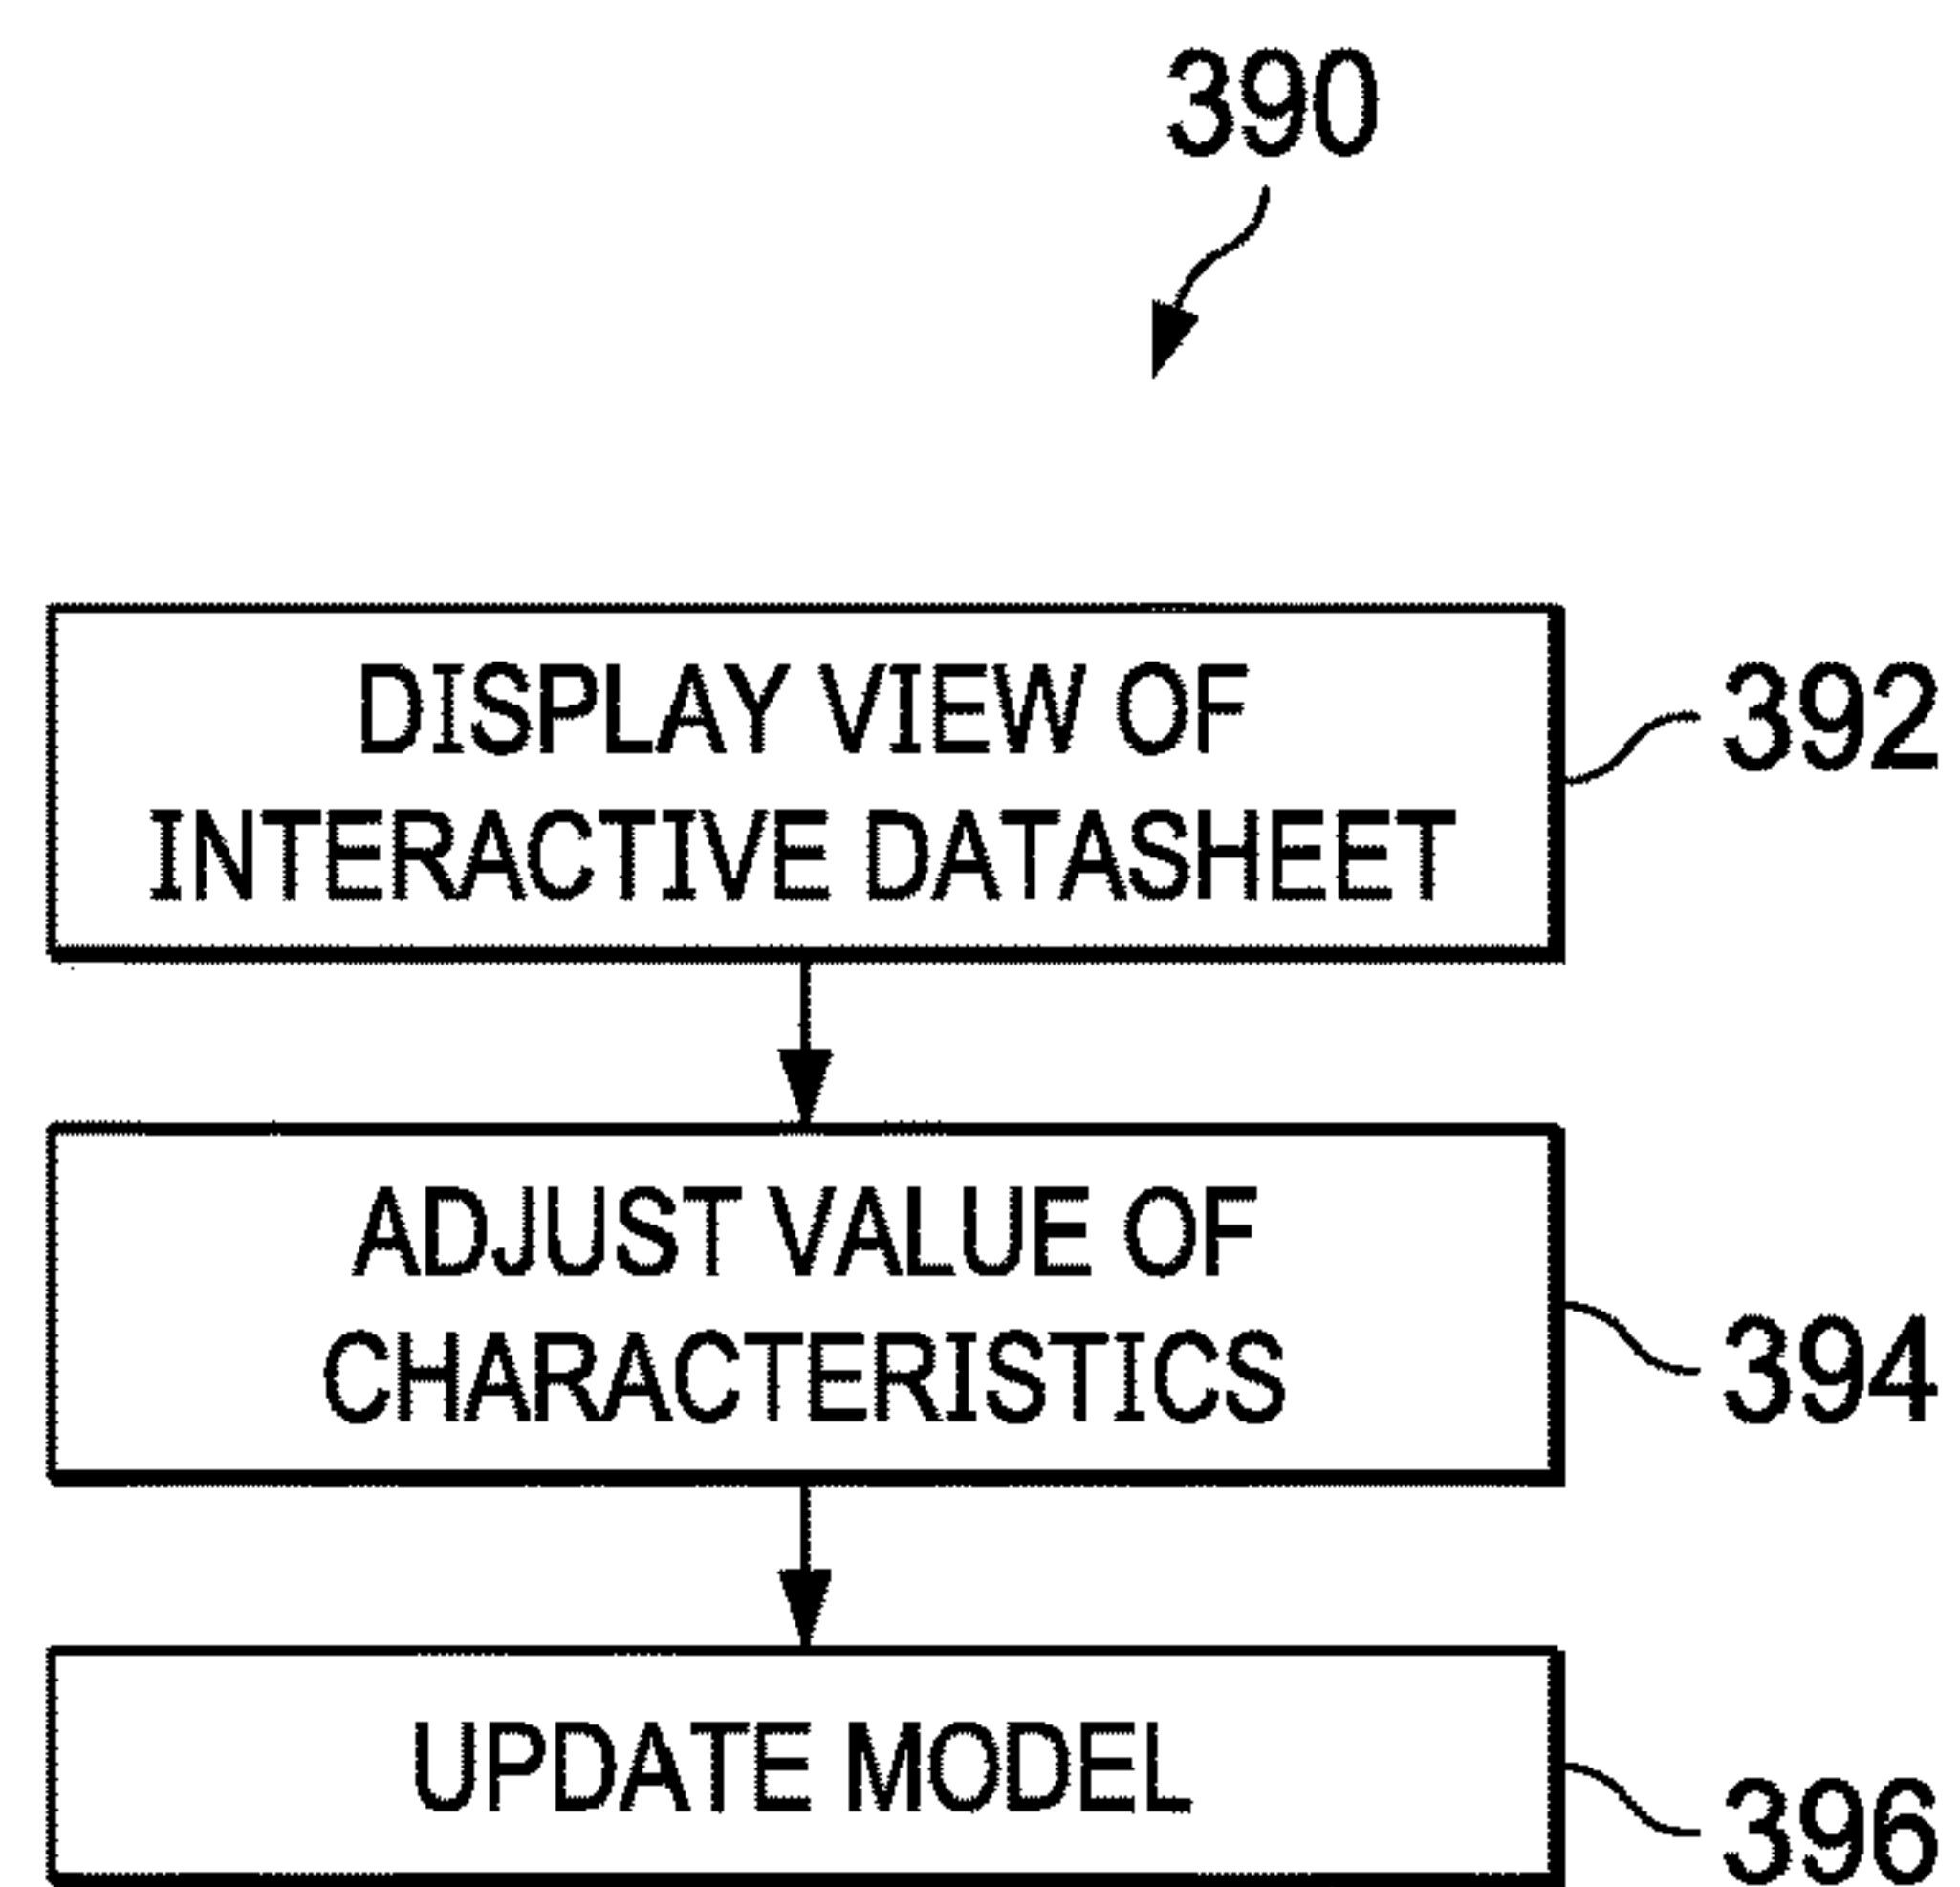 390
DISPLAY VIEW OF
INTERACTIVE DATASHEET
392
ADJUST VALUE OF
CHARACTERISTICS
394
UPDATE MODEL
396